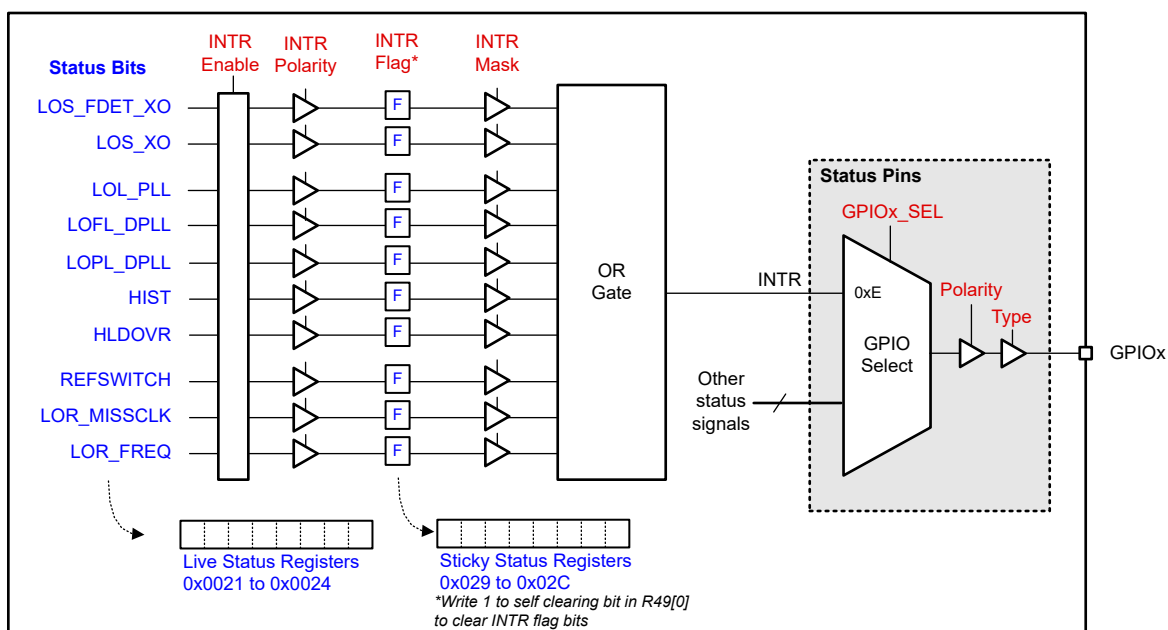 INTR
Enable
INTR
Polarity
INTR
Flag*
INTR
Mask
Status Bits
LOS_FDET_XO
F
LOS_XO
F
LOL_PLL
F
LOFL_DPLL
F
LOPL_DPLL
F
HIST
F
HLDOVR
F
REFSWITCH
F
LOR_MISSCLK
F
LOR_FREQ
F
OR
Gate
INTR
Status Pins
GPIOx_SEL
0xE
GPIO
Select
Polarity
Type
GPIOx
Other
status
signals
Live Status Registers
0x0021 to 0x0024
Sticky Status Registers
0x029 to 0x02C
*Write 1 to self clearing bit in R49[0]
to clear INTR flag bits